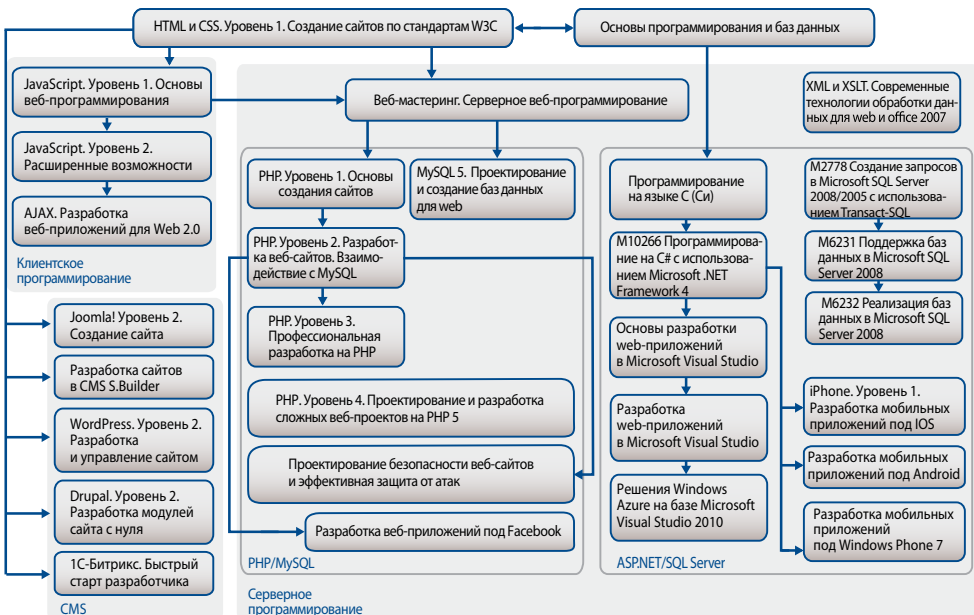 HTML и CSS. Уровень 1. Создание сайтов по стандартам W3C
Основы программирования и баз данных
JavaScript. Уровень 1. Основы
веб-программирования
JavaScript. Уровень 2.
Расширенные возможности
AJAX. Разработка
веб-приложений для Web 2.0
Клиентское
программирование
Веб-мастеринг. Серверное веб-программирование
XML и XSLT. Современные
технологии обработки дан-
ных для web и office 2007
PHP. Уровень 1. Основы
создания сайтов
MySQL 5. Проектирование
и создание баз данных
для web
PHP. Уровень 2. Разработ-
ка веб-сайтов. Взаимо-
действие с MySQL
PHP. Уровень 3.
Профессиональная
разработка на PHP
PHP. Уровень 4. Проектирование и разработка
сложных веб-проектов на PHP 5
Проектирование безопасности веб-сайтов
и эффективная защита от атак
Разработка веб-приложений под Facebook
PHP/MySQL
Программирование
на языке C (Си)
M10266 Программирова-
ние на C# с использова-
нием Microsoft .NET
Framework 4
Основы разработки
web-приложений
в Microsoft Visual Studio
Разработка
web-приложений
в Microsoft Visual Studio
Решения Windows
Azure на базе Microsoft
Visual Studio 2010
M2778 Создание запросов
в Microsoft SQL Server
2008/2005 с использова-
нием Transact-SQL
M6231 Поддержка баз
данных в Microsoft SQL
Server 2008
M6232 Реализация баз
данных в Microsoft SQL
Server 2008
iPhone. Уровень 1.
Разработка мобильных
приложений под IOS
Разработка мобильных
приложений под Android
Разработка мобильных
приложений
под Windows Phone 7
ASP.NET/SQL Server
Joomla! Уровень 2.
Создание сайта
Разработка сайтов
в CMS S.Builder
WordPress. Уровень 2.
Разработка
и управление сайтом
Drupal. Уровень 2.
Разработка модулей
сайта с нуля
1С-Битрикс. Быстрый
старт разработчика
CMS
Серверное
программирование